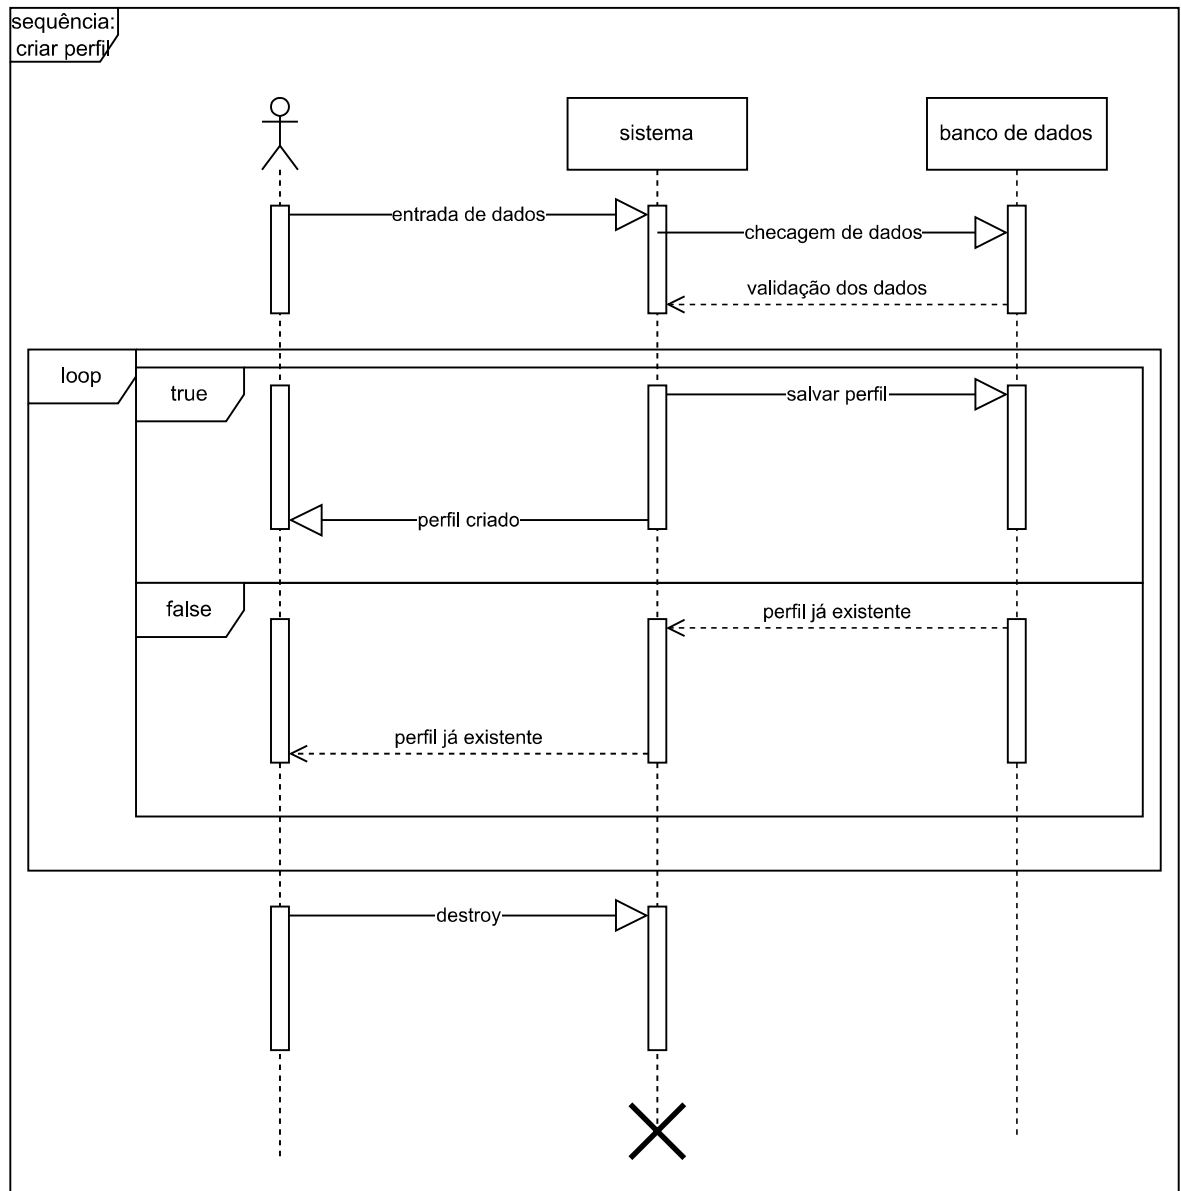 sequência:
criar perfil
sistema
banco de dados
entrada de dados
checagem de dados
validação dos dados
loop
true
salvar perfil
perfil criado
false
perfil já existente
perfil já existente
destroy